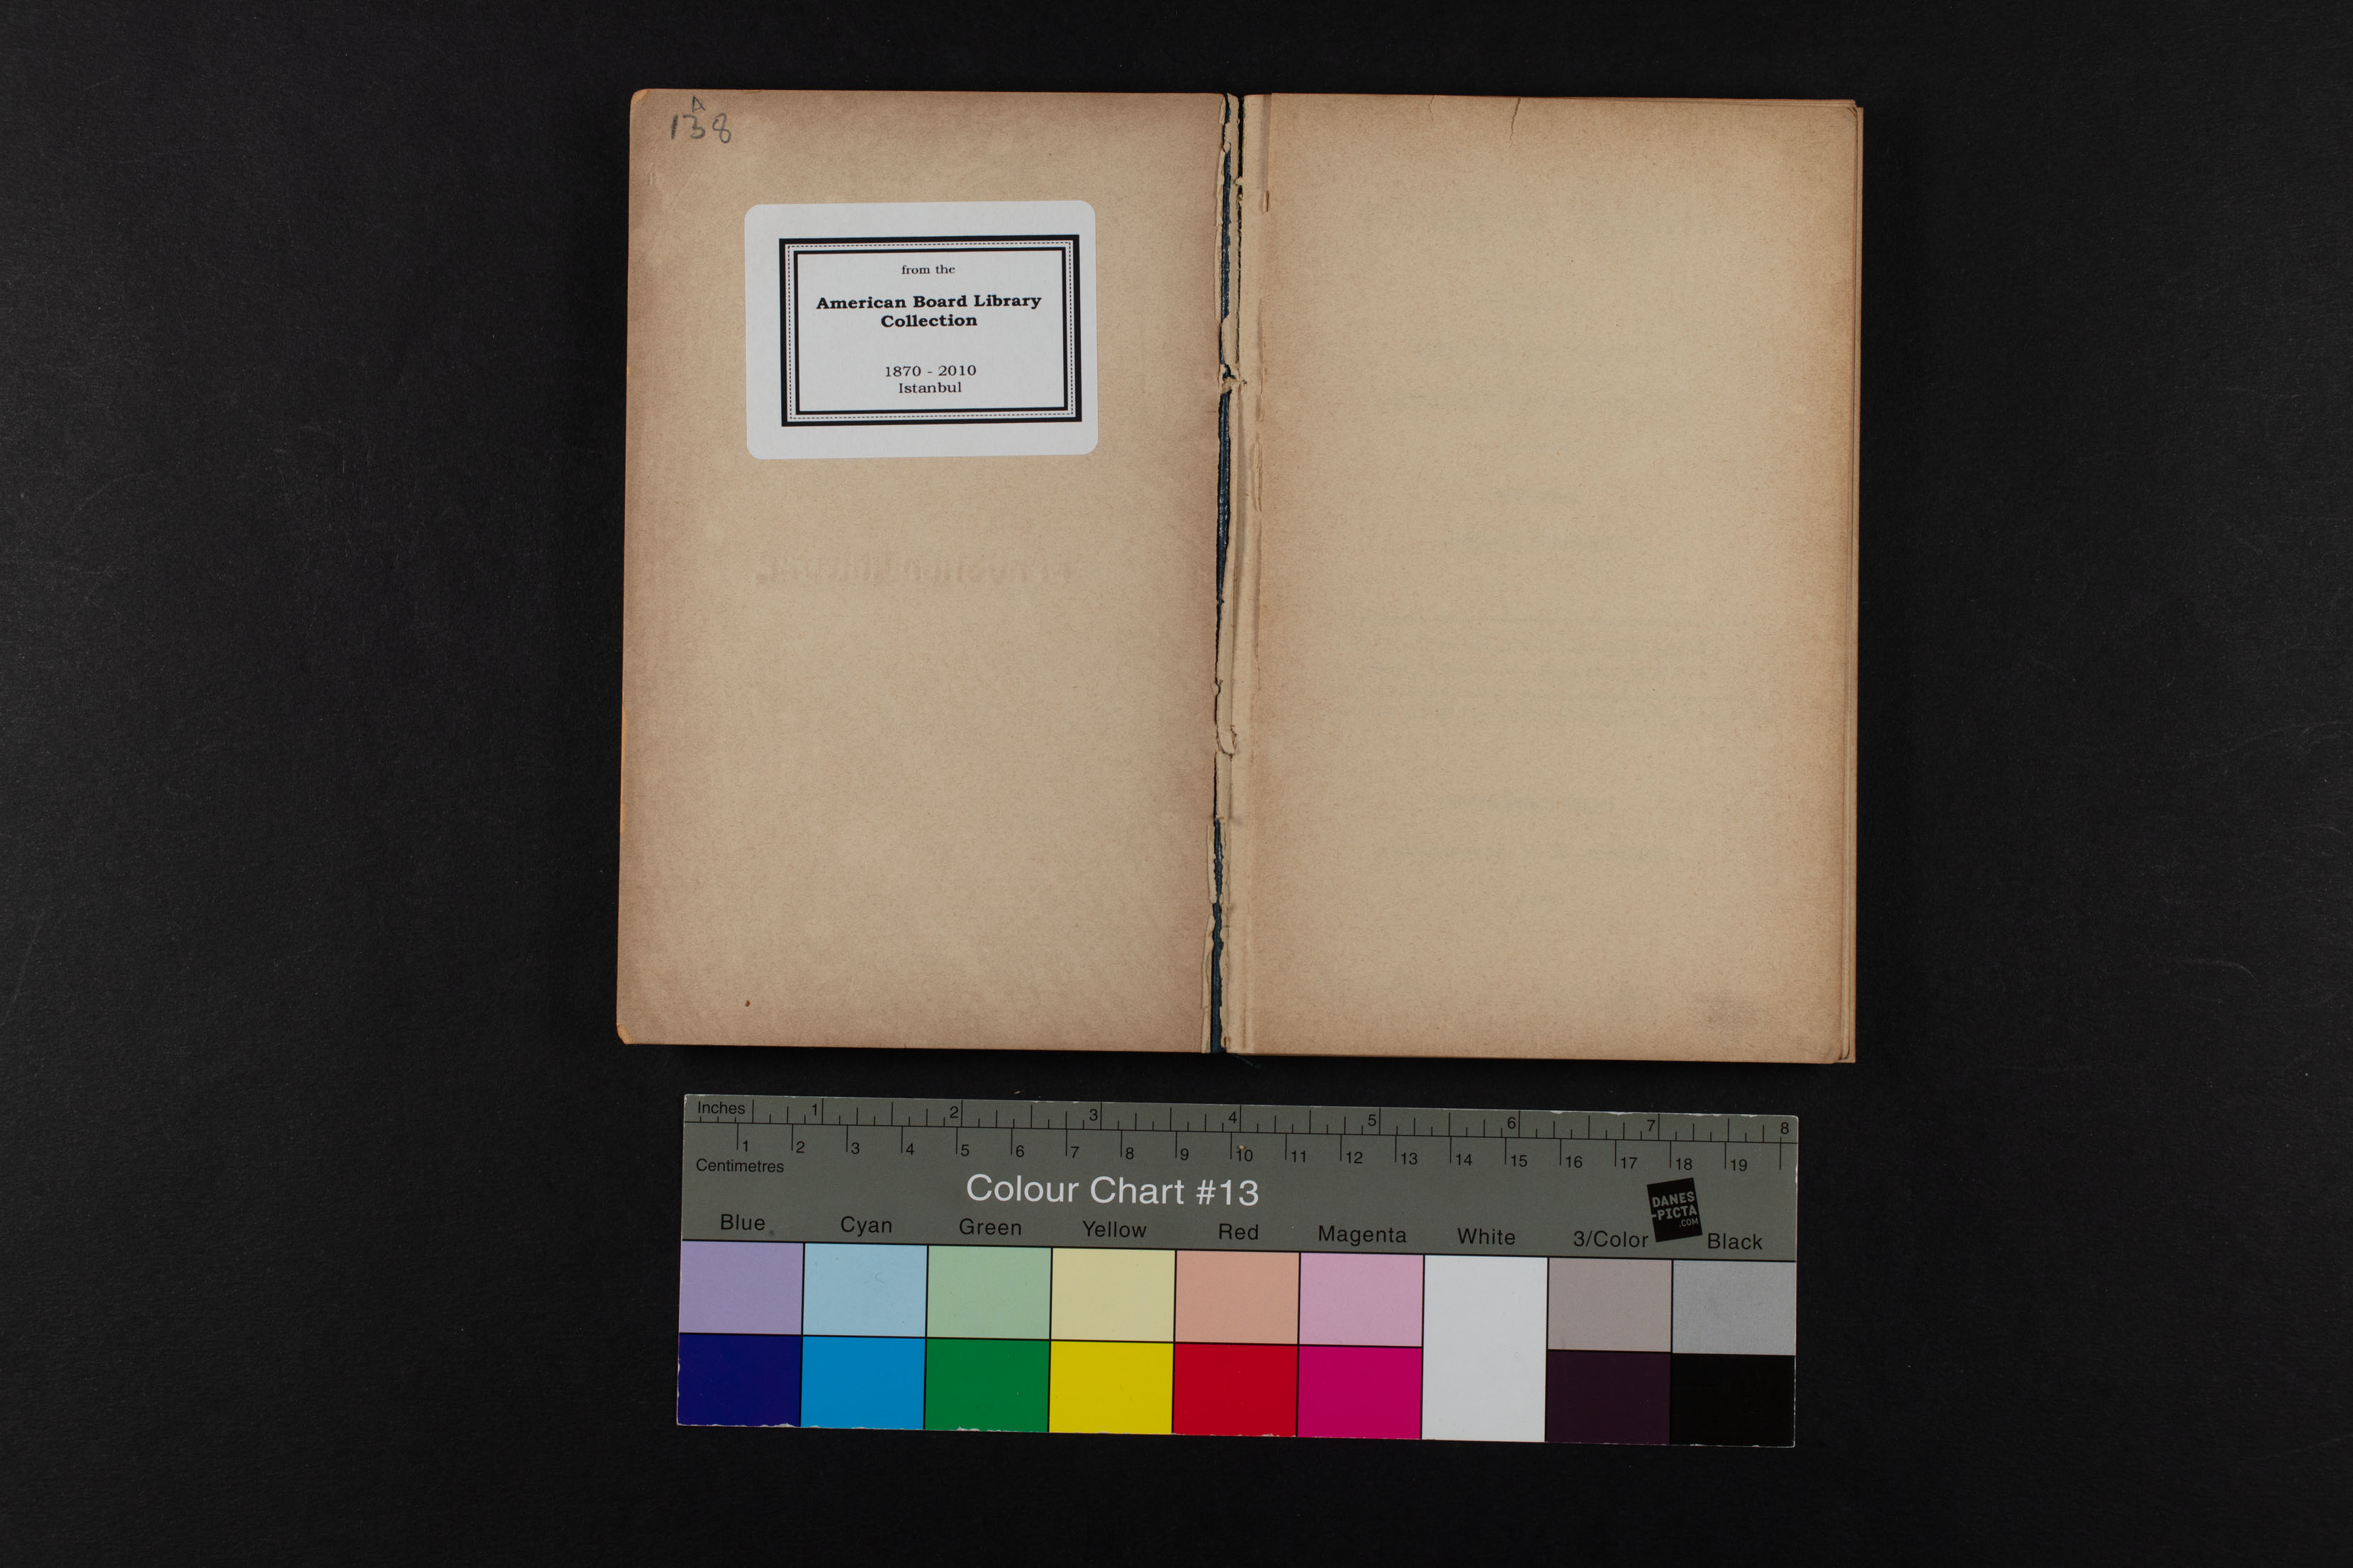 A
138
from the
American Board Library
Collection
1870 - 2010
Istanbul
Inches 1 2 3 4 5 6 7 8
1 2 3 4 5 6 7 8 9 10 11 12 13 14 15 16 17 18 19
Centimetres
Colour Chart #13
DANES
-PICTA
.COM
Blue Cyan Green Yellow Red Magenta White 3/Color Black